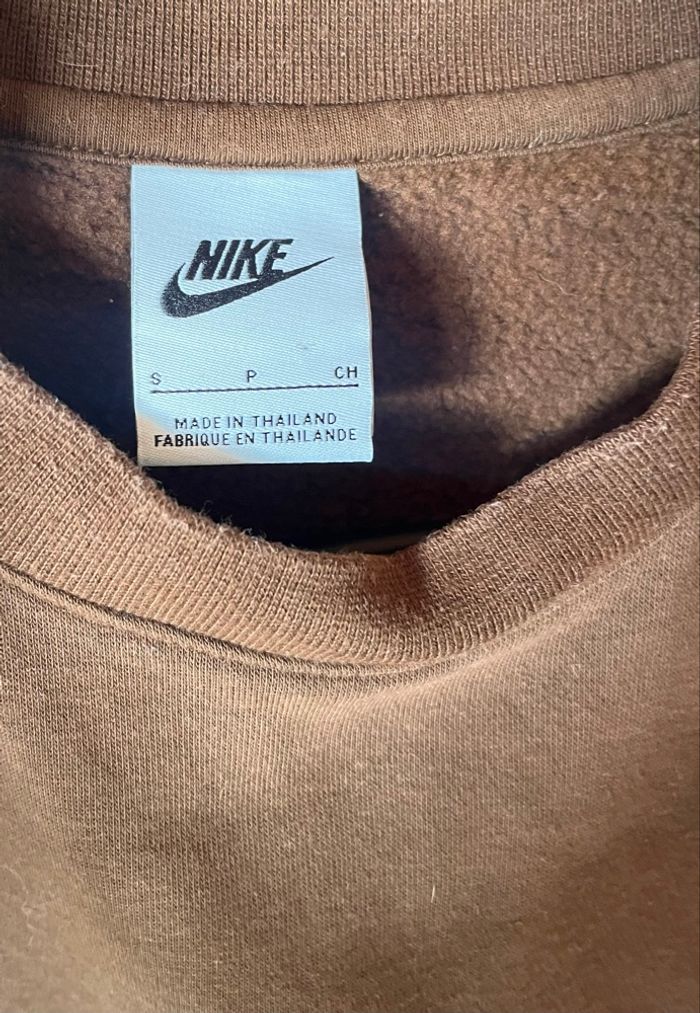 NIKE
S P CH
MADE IN THAILAND
FABRIQUE EN THAILANDE